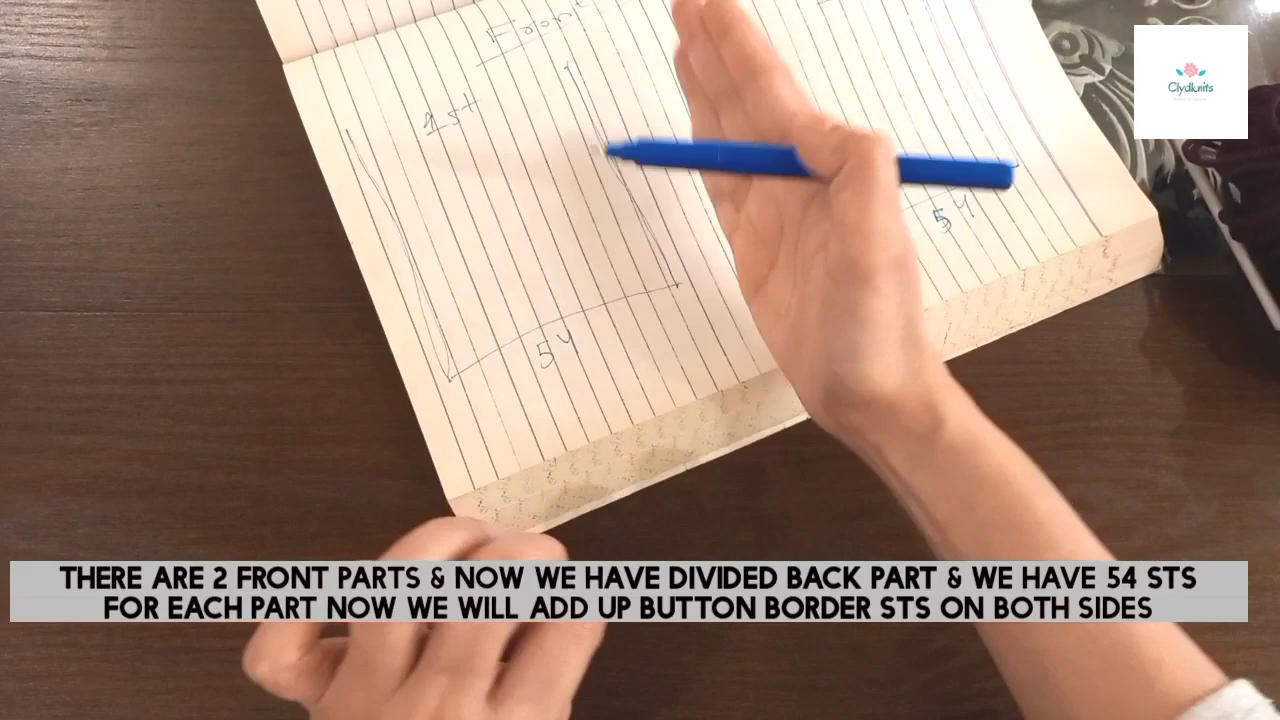 Front
1st
54
54
Clydknits
THERE ARE 2 FRONT PARTS & NOW WE HAVE DIVIDED BACK PART & WE HAVE 54 STS
FOR EACH PART NOW WE WILL ADD UP BUTTON BORDER STS ON BOTH SIDES